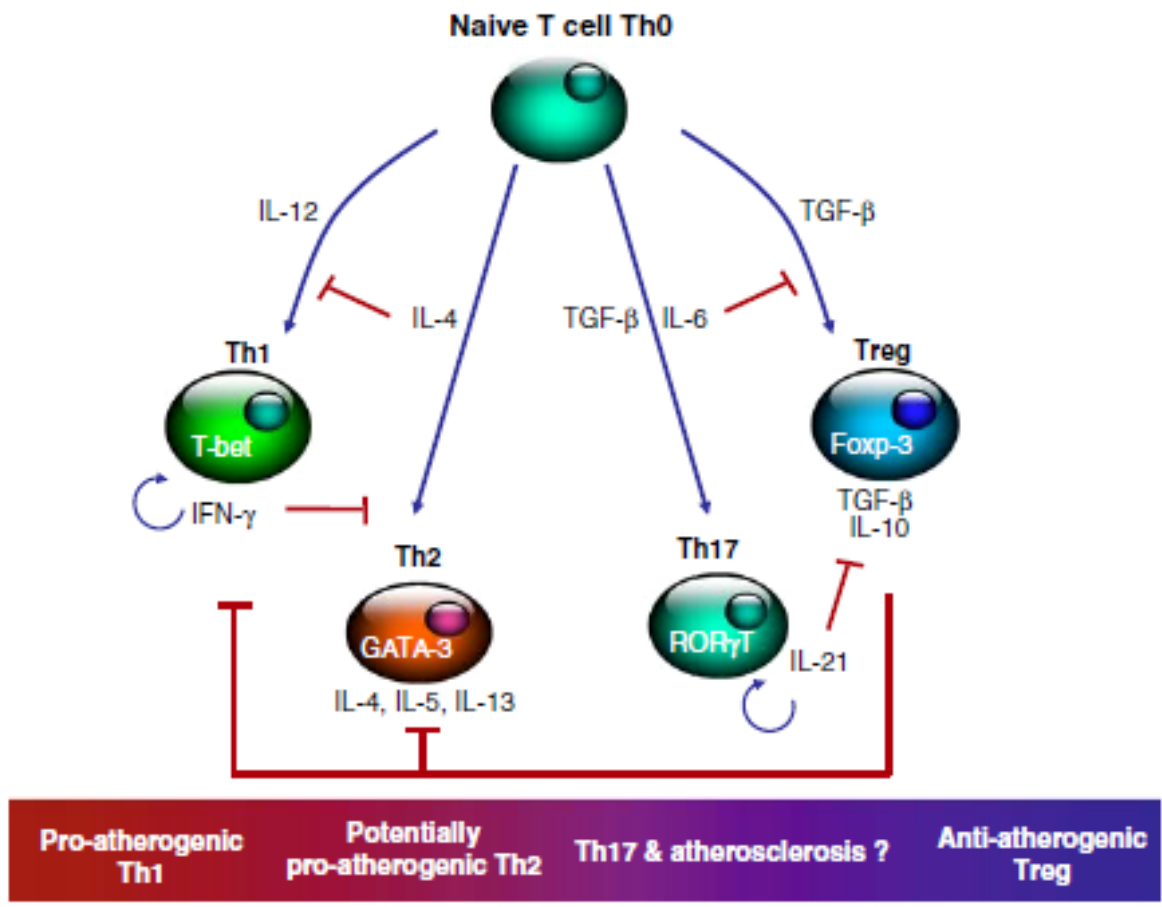 Naive T cell Th0
IL-12
TGF-β
IL-4
TGF-β
IL-6
Th1
T-bet
IFN-γ
Treg
Foxp-3
TGF-β
IL-10
Th2
GATA-3
IL-4, IL-5, IL-13
Th17
RORγT
IL-21
Pro-atherogenic
Th1
Potentially
pro-atherogenic Th2
Th17 & atherosclerosis ?
Anti-atherogenic
Treg